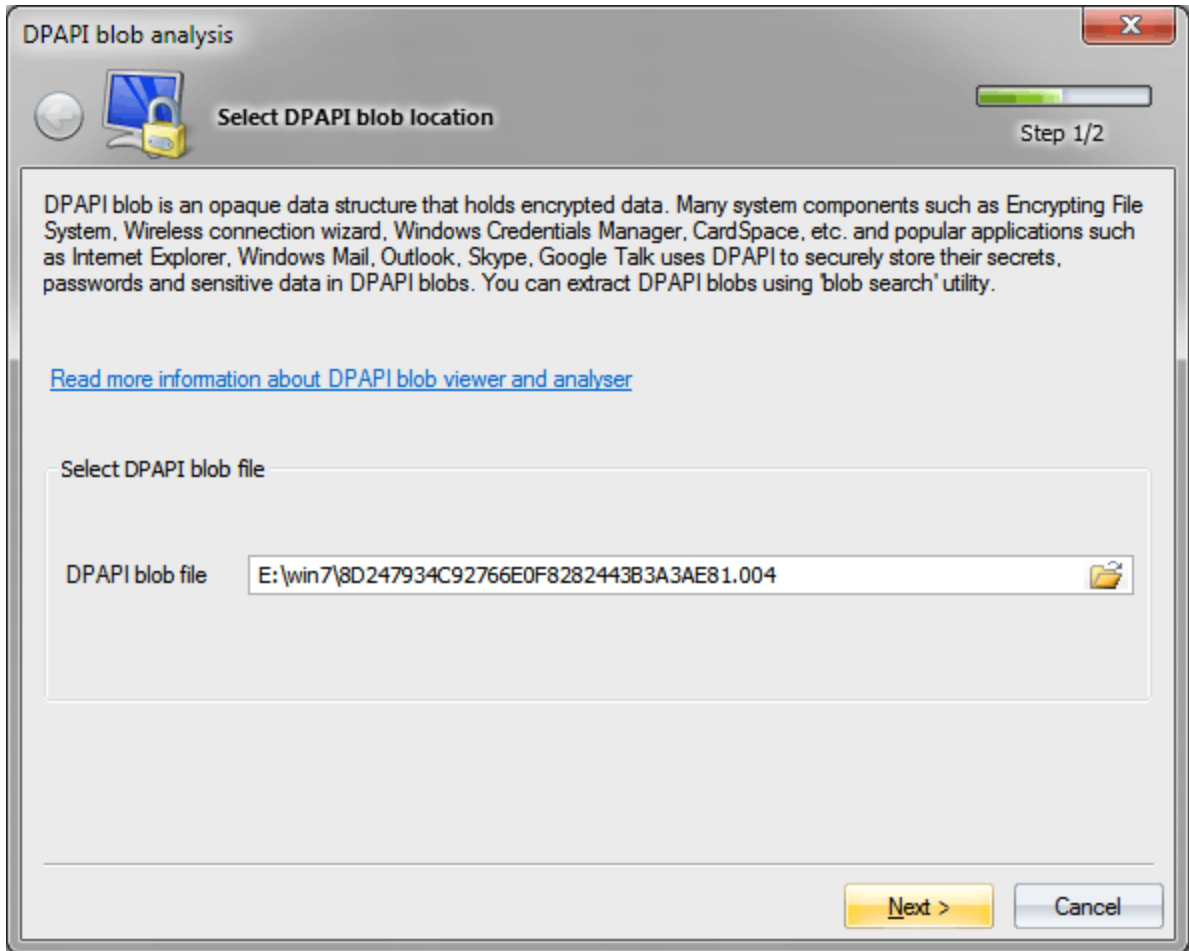 DPAPI blob analysis
Select DPAPI blob location
Step 1/2
DPAPI blob is an opaque data structure that holds encrypted data. Many system components such as Encrypting File
System, Wireless connection wizard, Windows Credentials Manager, CardSpace, etc. and popular applications such
as Internet Explorer, Windows Mail, Outlook, Skype, Google Talk uses DPAPI to securely store their secrets,
passwords and sensitive data in DPAPI blobs. You can extract DPAPI blobs using 'blob search' utility.
Read more information about DPAPI blob viewer and analyser
Select DPAPI blob file
DPAPI blob file
E:\win7\8D247934C92766E0F8282443B3A3AE81.004
Next >
Cancel